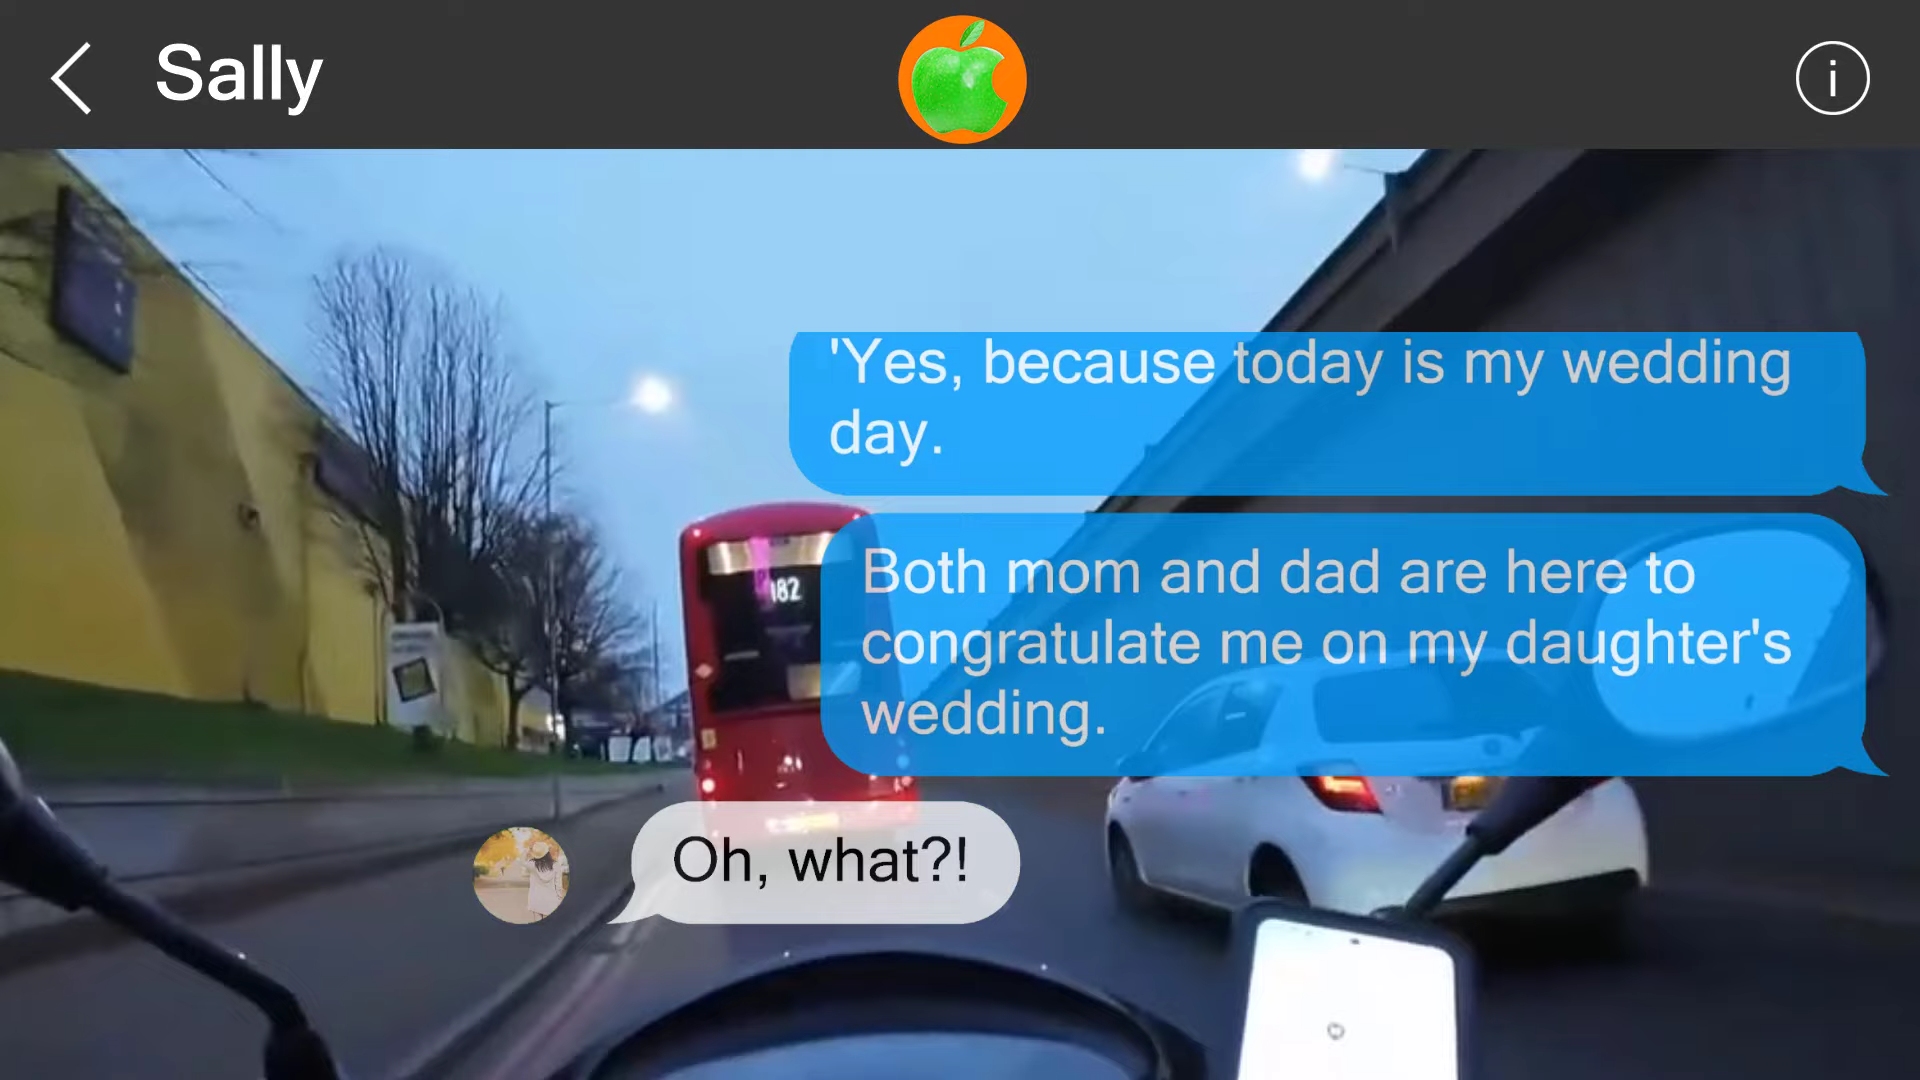 Sally
i
'Yes, because today is my wedding
day.
Both mom and dad are here to
congratulate me on my daughter's
wedding.
182
Oh, what?!